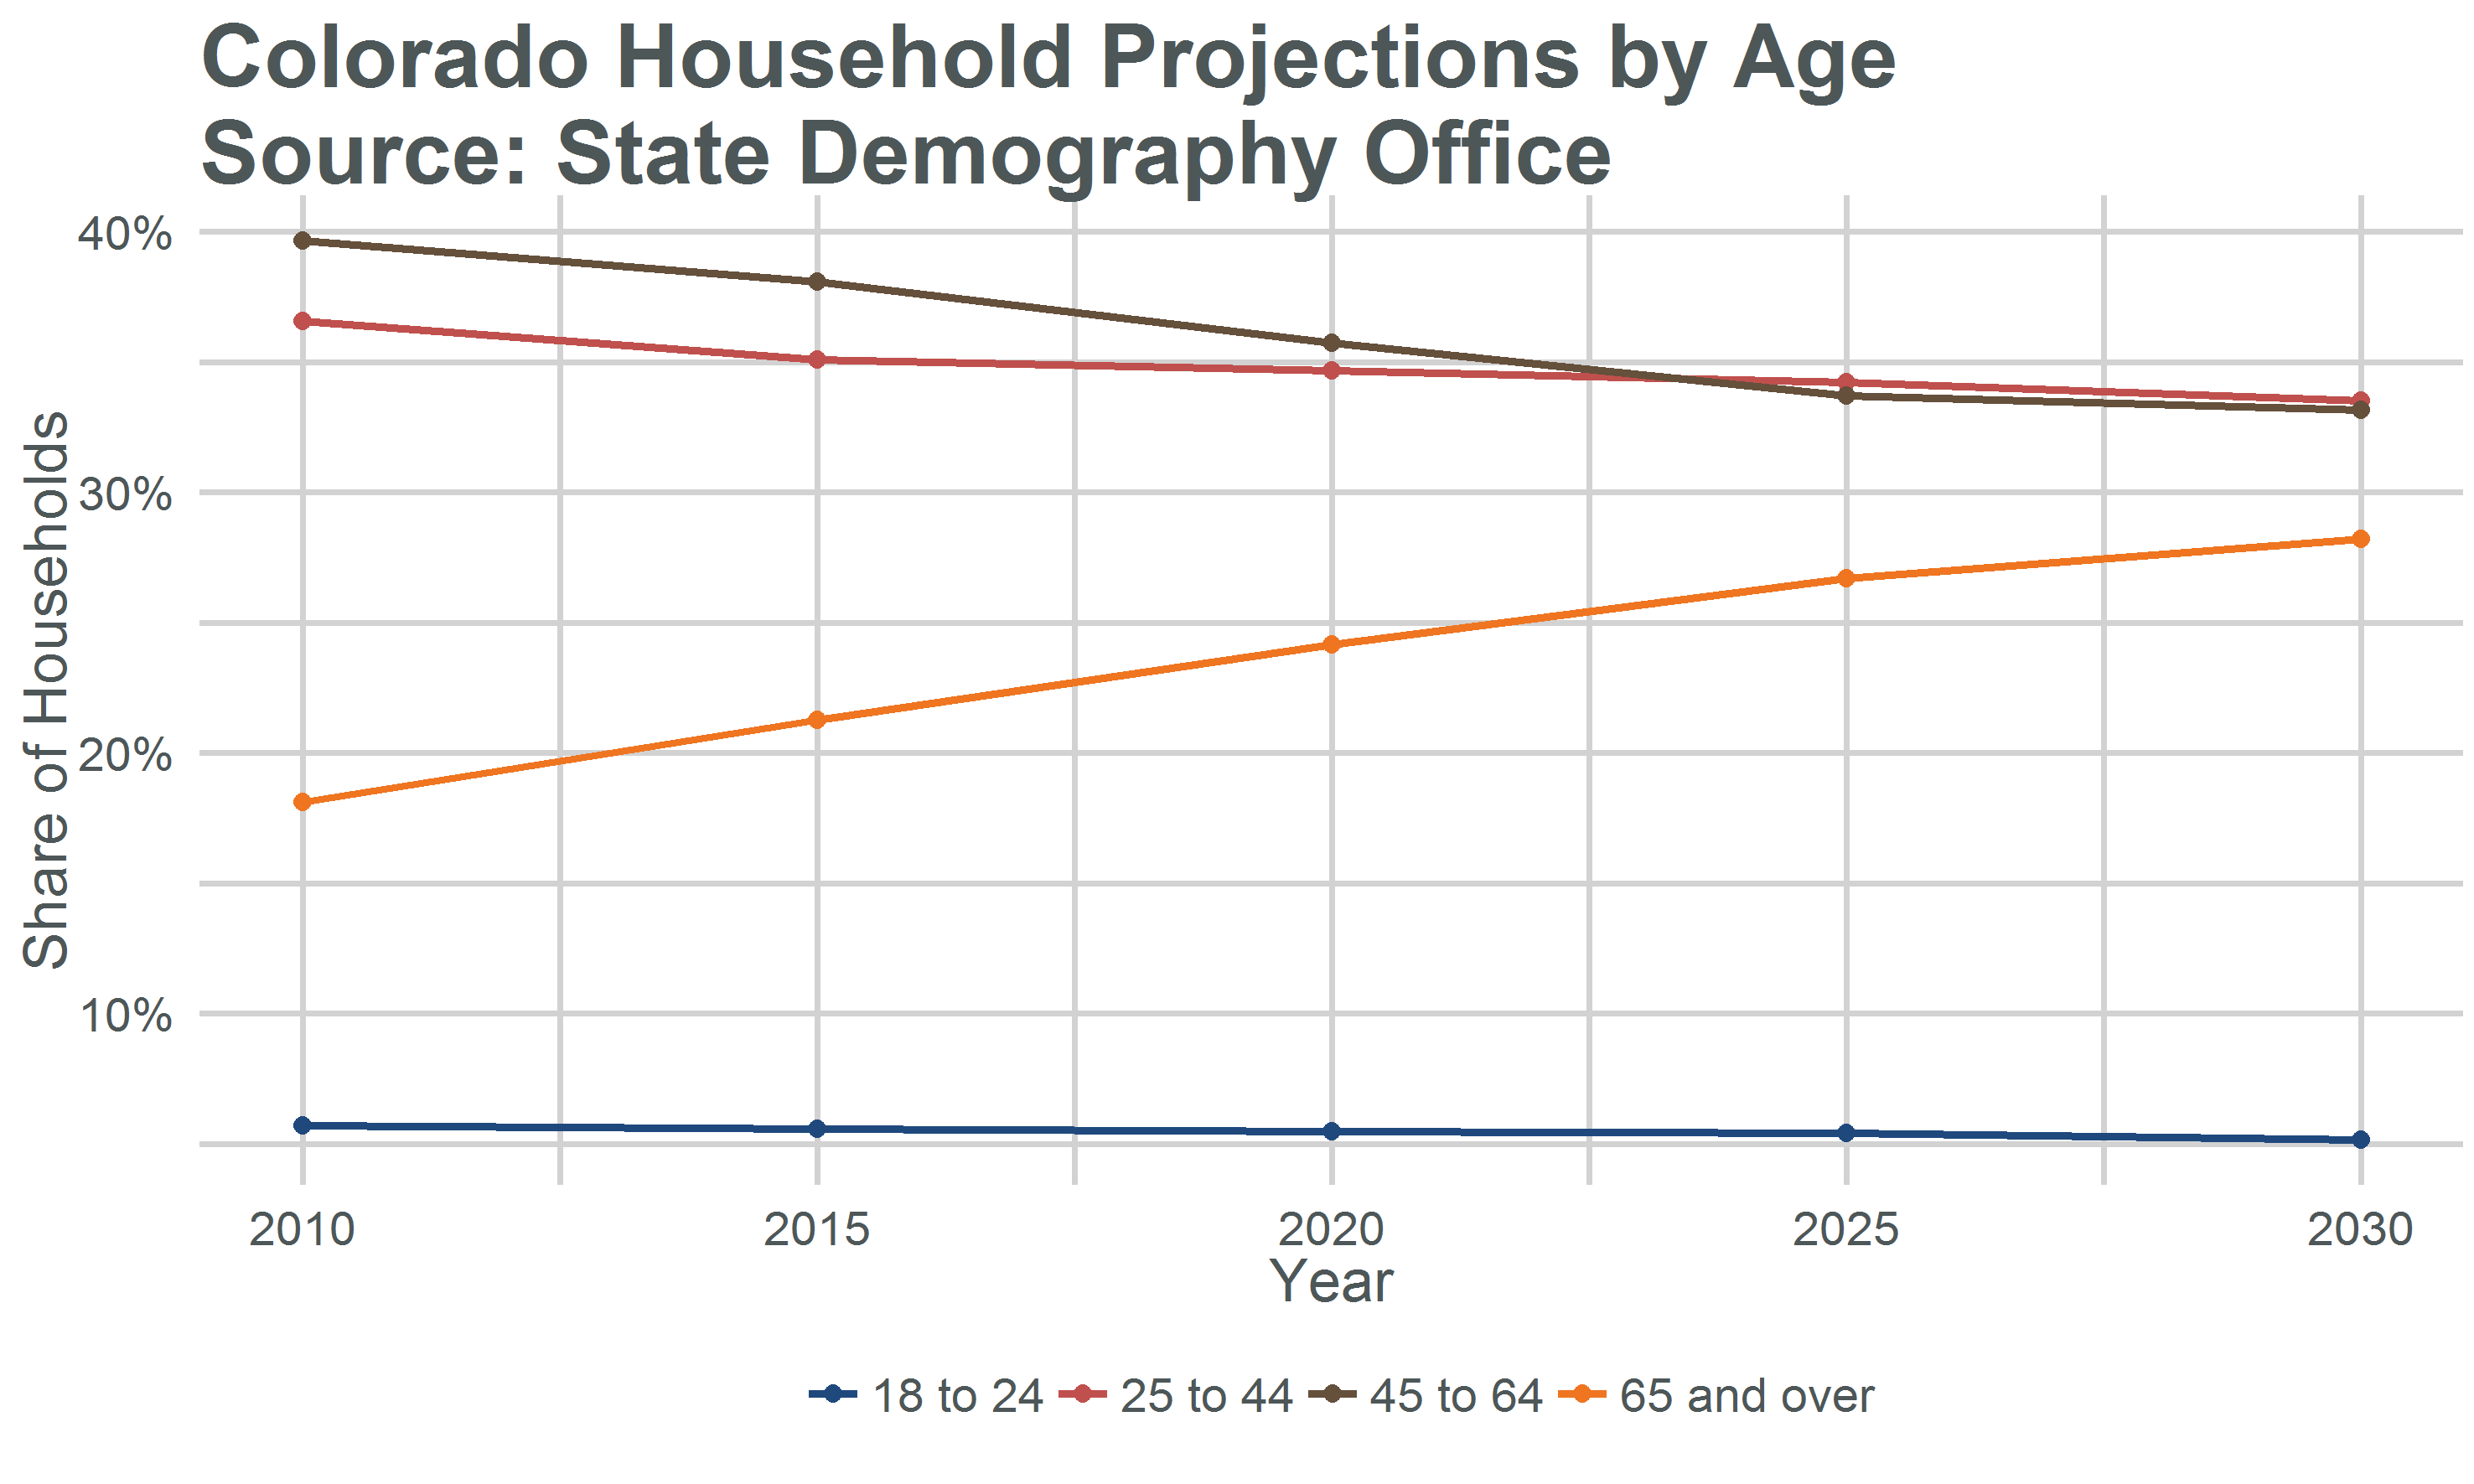 Colorado Household Projections by Age
Source: State Demography Office
Share of Households
40%
30%
20%
10%
2010 2015 2020 2025 2030
Year
18 to 24 25 to 44 45 to 64 65 and over